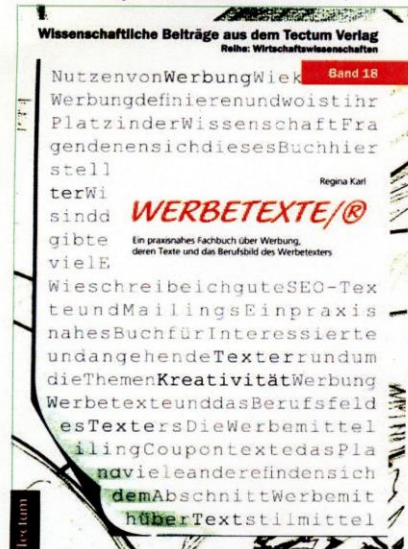 Wissenschaftliche Beiträge aus dem Tectum Verlag
Reihe: Wirtschaftswissenschaften
Band 18
NutzenvonWerbungWiek
Werbungdefinierenundwoistihr
PlatzinderWissenschaftFra
gendenensichdiesesBuchhier
stell
terWi
sindd
gibte
vielE
Regina Karl
WERBETEXTE/®
Ein praxisnahes Fachbuch über Werbung,
deren Texte und das Berufsbild des Werbetexters
WieschreibeichguteSEO-Tex
teundMailingsEinpraxis
nahesBuchfürInteressierte
undangehendeTexterrundum
dieThemenKreativitätWerbung
WerbetexteunddasBerufsfeld
esTextersDieWerbemittel
ilingCoupontextedasPla
ndvieleanderefindensich
demAbschnittWerbemit
hüberTextstilmittel
Tectum